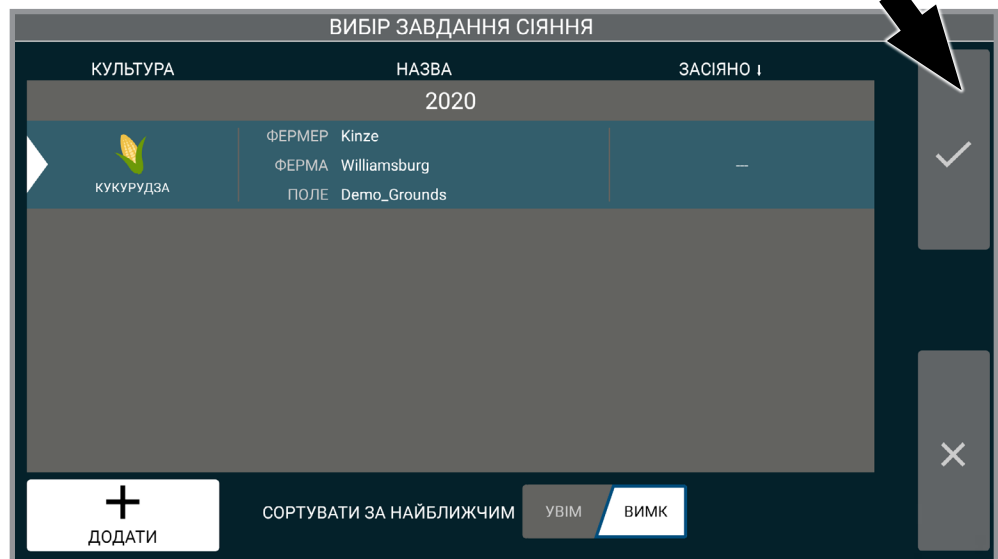 ВИБІР ЗАВДАННЯ СІЯННЯ
КУЛЬТУРА НАЗВА ЗАСІЯНО ↓
2020
ФЕРМЕР Kinze
ФЕРМА Williamsburg ---
КУКУРУДЗА
ПОЛЕ Demo_Grounds
СОРТУВАТИ ЗА НАЙБЛИЖЧИМ УВІМ ВИМК
ДОДАТИ